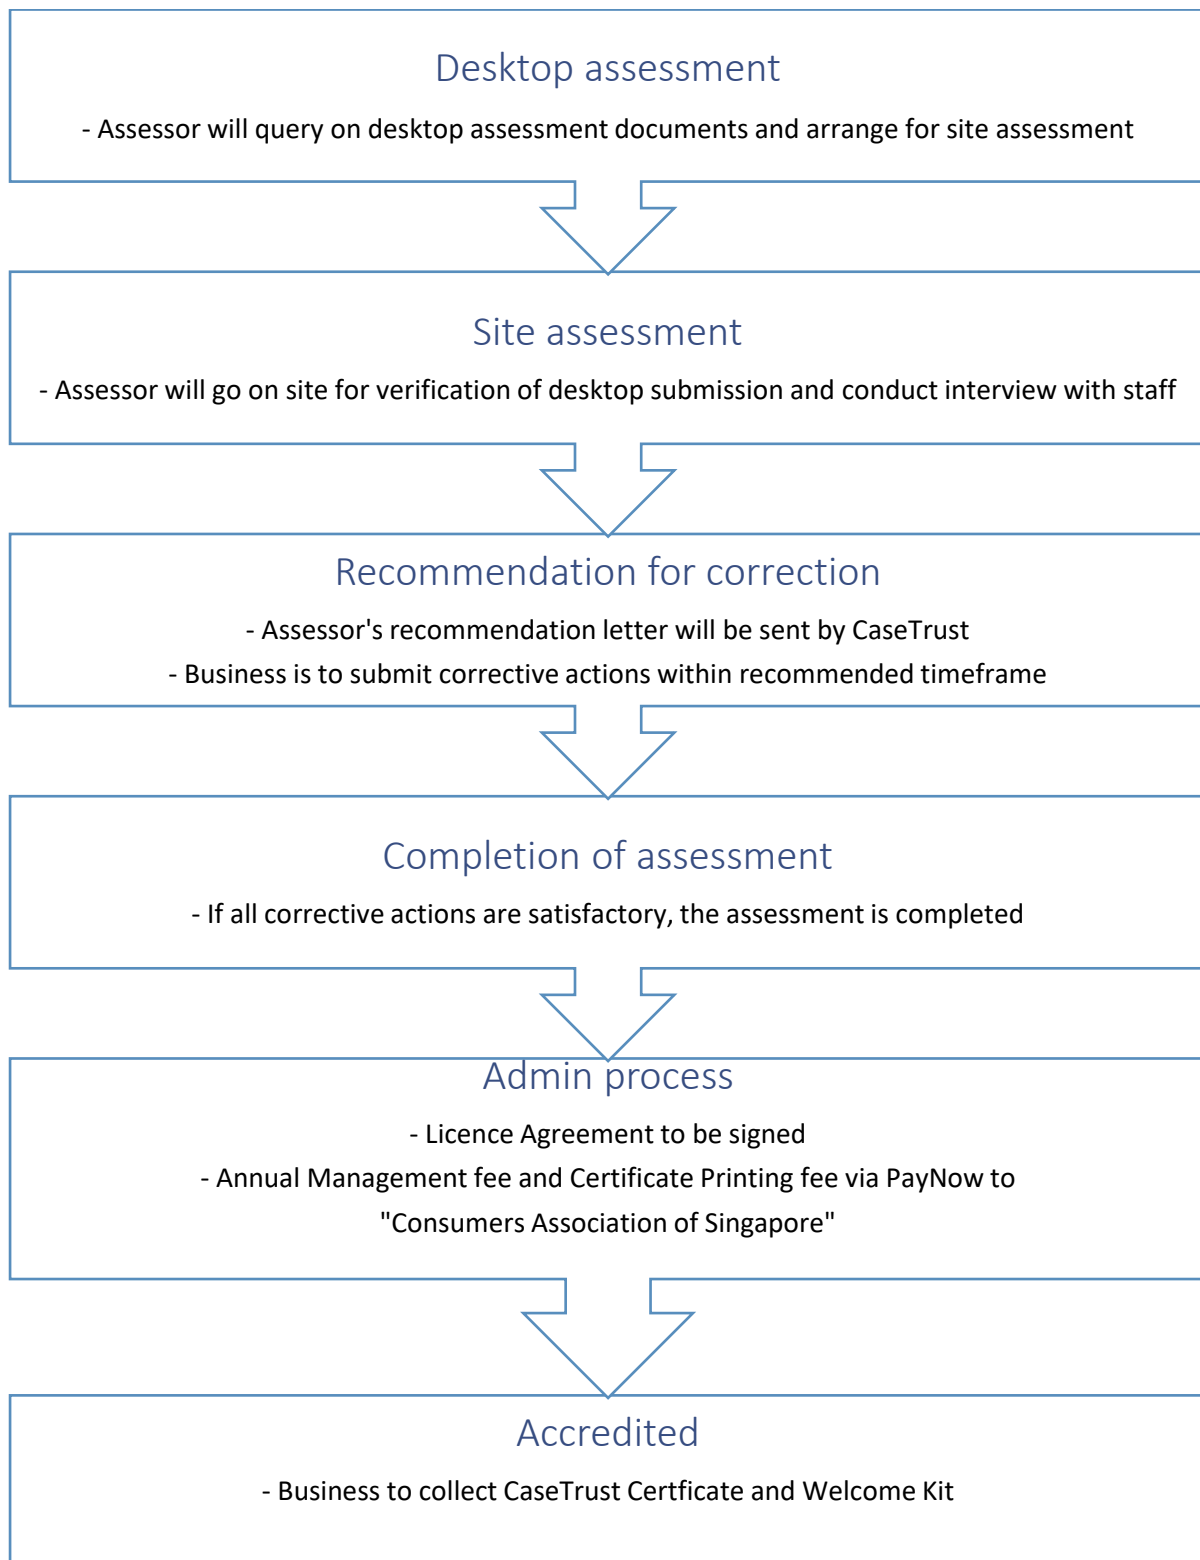 Desktop assessment
- Assessor will query on desktop assessment documents and arrange for site assessment
Site assessment
- Assessor will go on site for verification of desktop submission and conduct interview with staff
Recommendation for correction
- Assessor's recommendation letter will be sent by CaseTrust
- Business is to submit corrective actions within recommended timeframe
Completion of assessment
- If all corrective actions are satisfactory, the assessment is completed
Admin process
- Licence Agreement to be signed
- Annual Management fee and Certificate Printing fee via PayNow to
"Consumers Association of Singapore"
Accredited
- Business to collect CaseTrust Certficate and Welcome Kit